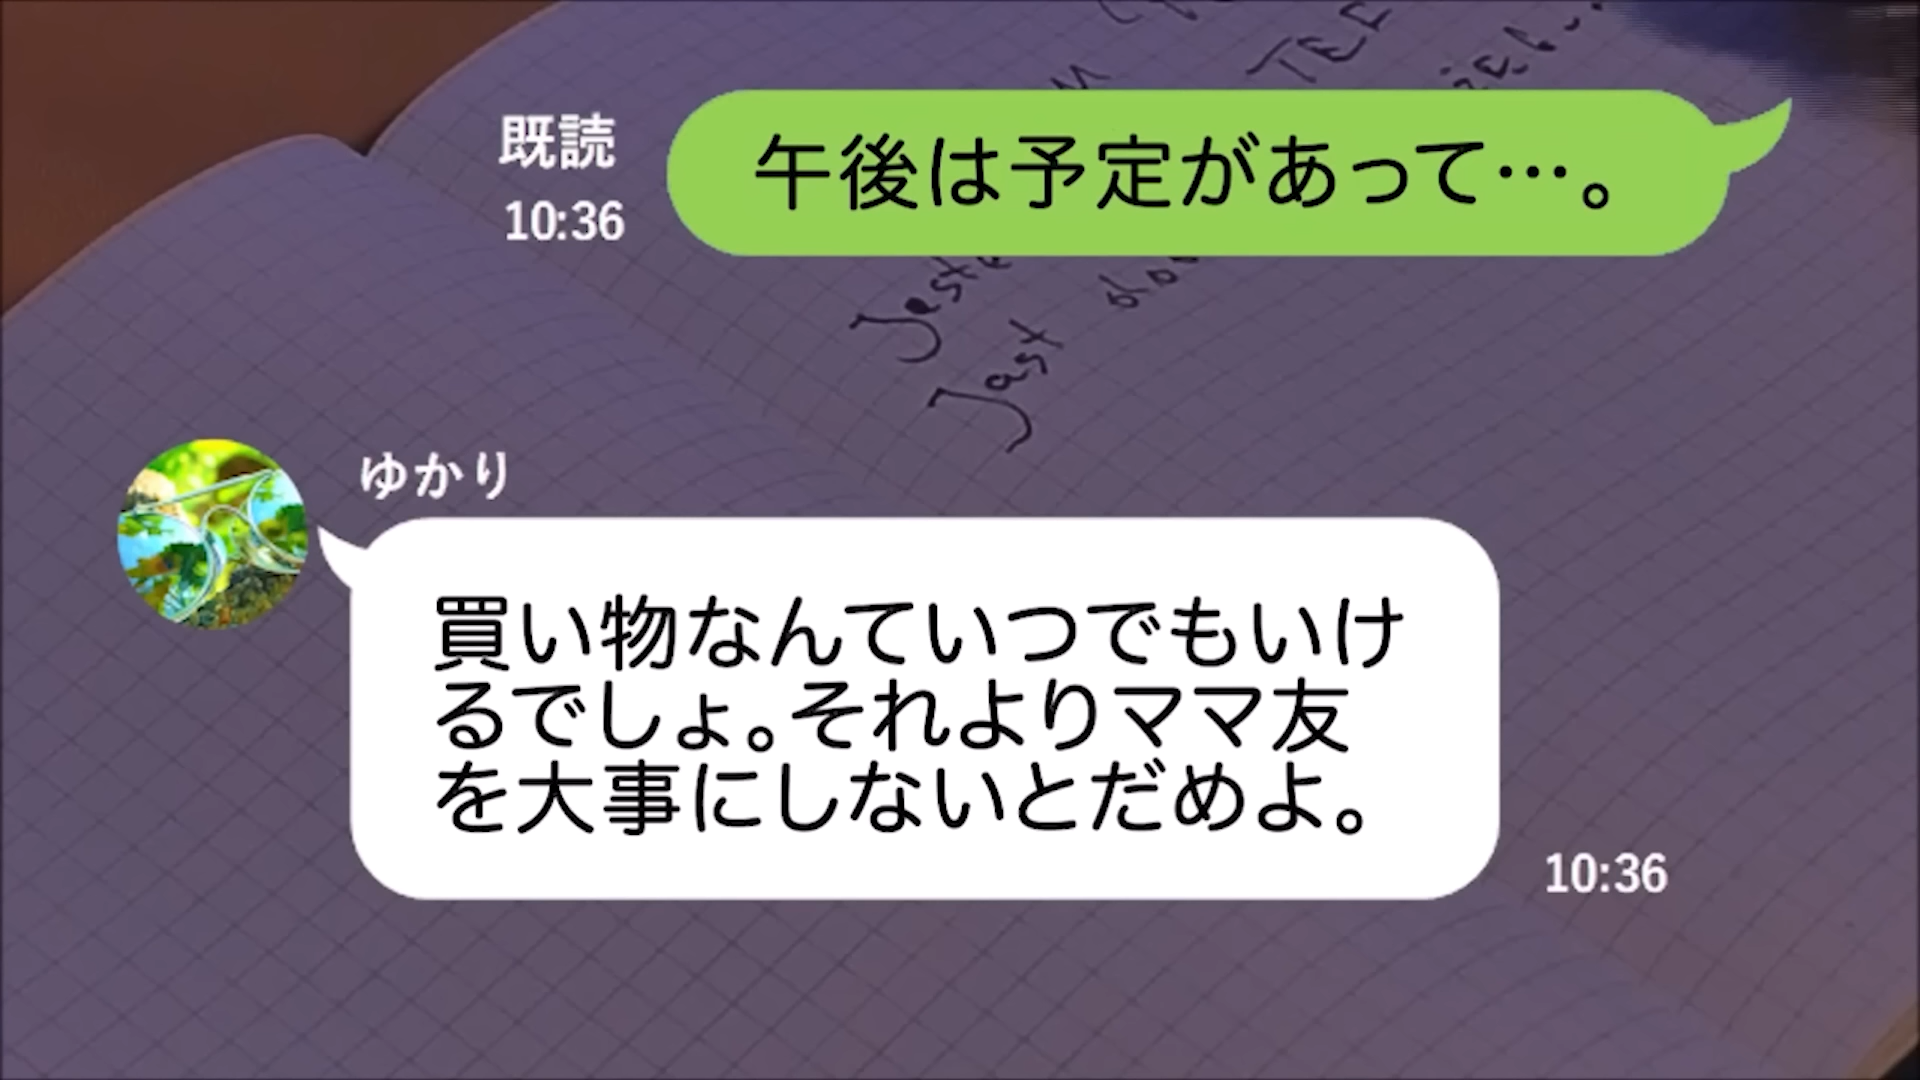 既読
10:36
午後は予定があって…。
Just
ゆかり
買い物なんていつでもいけ
るでしょ。それよりママ友
を大事にしないとだめよ。
10:36